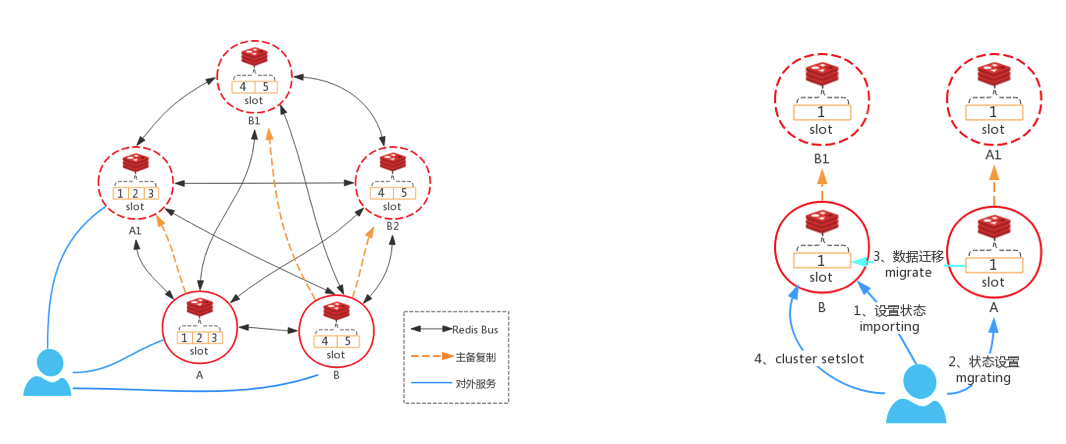 4 5
slot
B1
1 2 3
slot
A1
4 5
slot
B2
1 2 3
slot
A
4 5
slot
B
Redis Bus
主备复制
对外服务
1
slot
B1
1
slot
A1
1
slot
B
1
slot
A
3、数据迁移
migrate
1、设置状态
importing
2、状态设置
mgrating
4、cluster setslot